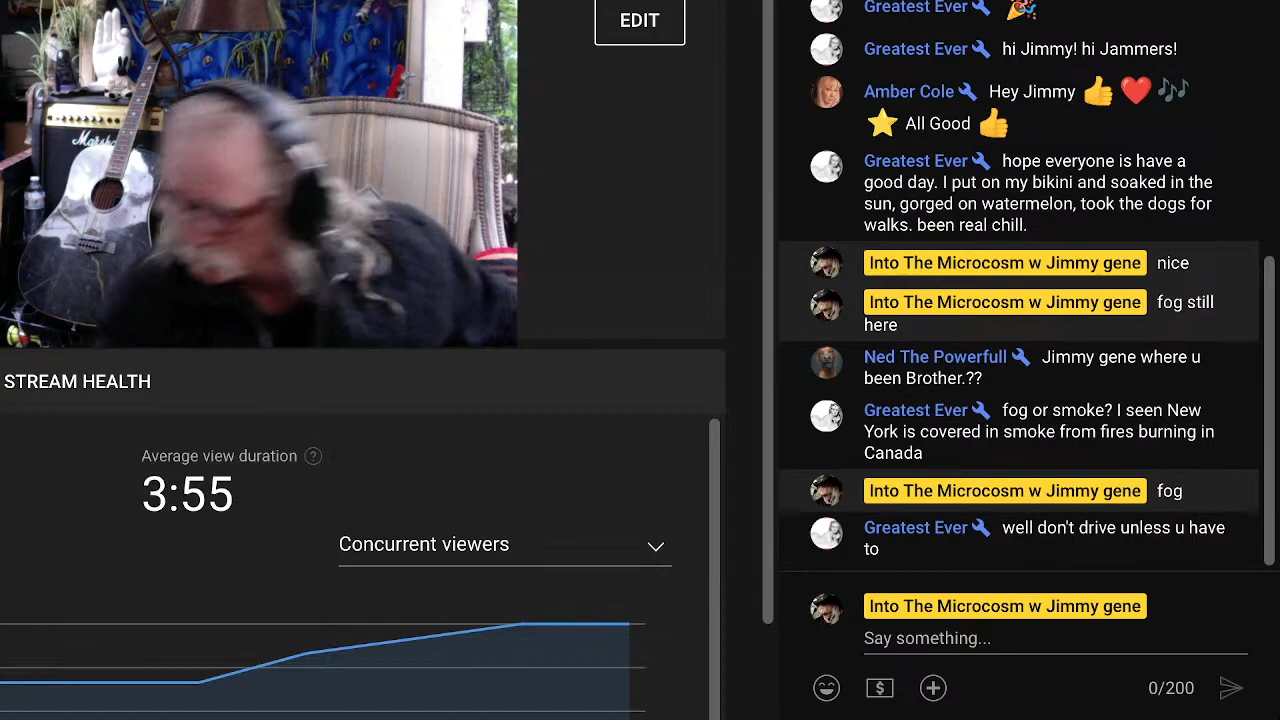 EDIT
Marshall
STREAM HEALTH
Average view duration ?
3:55
Concurrent viewers
Greatest Ever
Greatest Ever hi Jimmy! hi Jammers!
Amber Cole Hey Jimmy 👍 ❤️ 🎶
⭐ All Good 👍
Greatest Ever hope everyone is have a
good day. I put on my bikini and soaked in the
sun, gorged on watermelon, took the dogs for
walks. been real chill.
Into The Microcosm w Jimmy gene nice
Into The Microcosm w Jimmy gene fog still
here
Ned The Powerfull Jimmy gene where u
been Brother.??
Greatest Ever fog or smoke? I seen New
York is covered in smoke from fires burning in
Canada
Into The Microcosm w Jimmy gene fog
Greatest Ever well don't drive unless u have
to
Into The Microcosm w Jimmy gene
Say something...
$
0/200